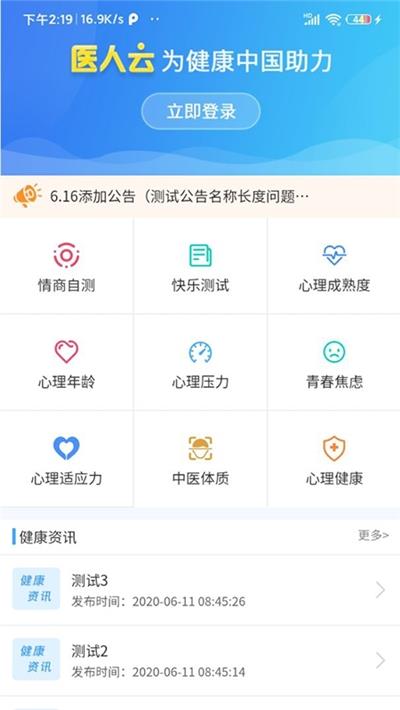 下午2:19 16.9K/s
HD 44
医人云 为健康中国助力
立即登录
6.16添加公告（测试公告名称长度问题…
情商自测 快乐测试 心理成熟度
心理年龄 心理压力 青春焦虑
心理适应力 中医体质 心理健康
健康资讯 更多>
健康资讯 测试3
发布时间：2020-06-11 08:45:26
健康资讯 测试2
发布时间：2020-06-11 08:45:14